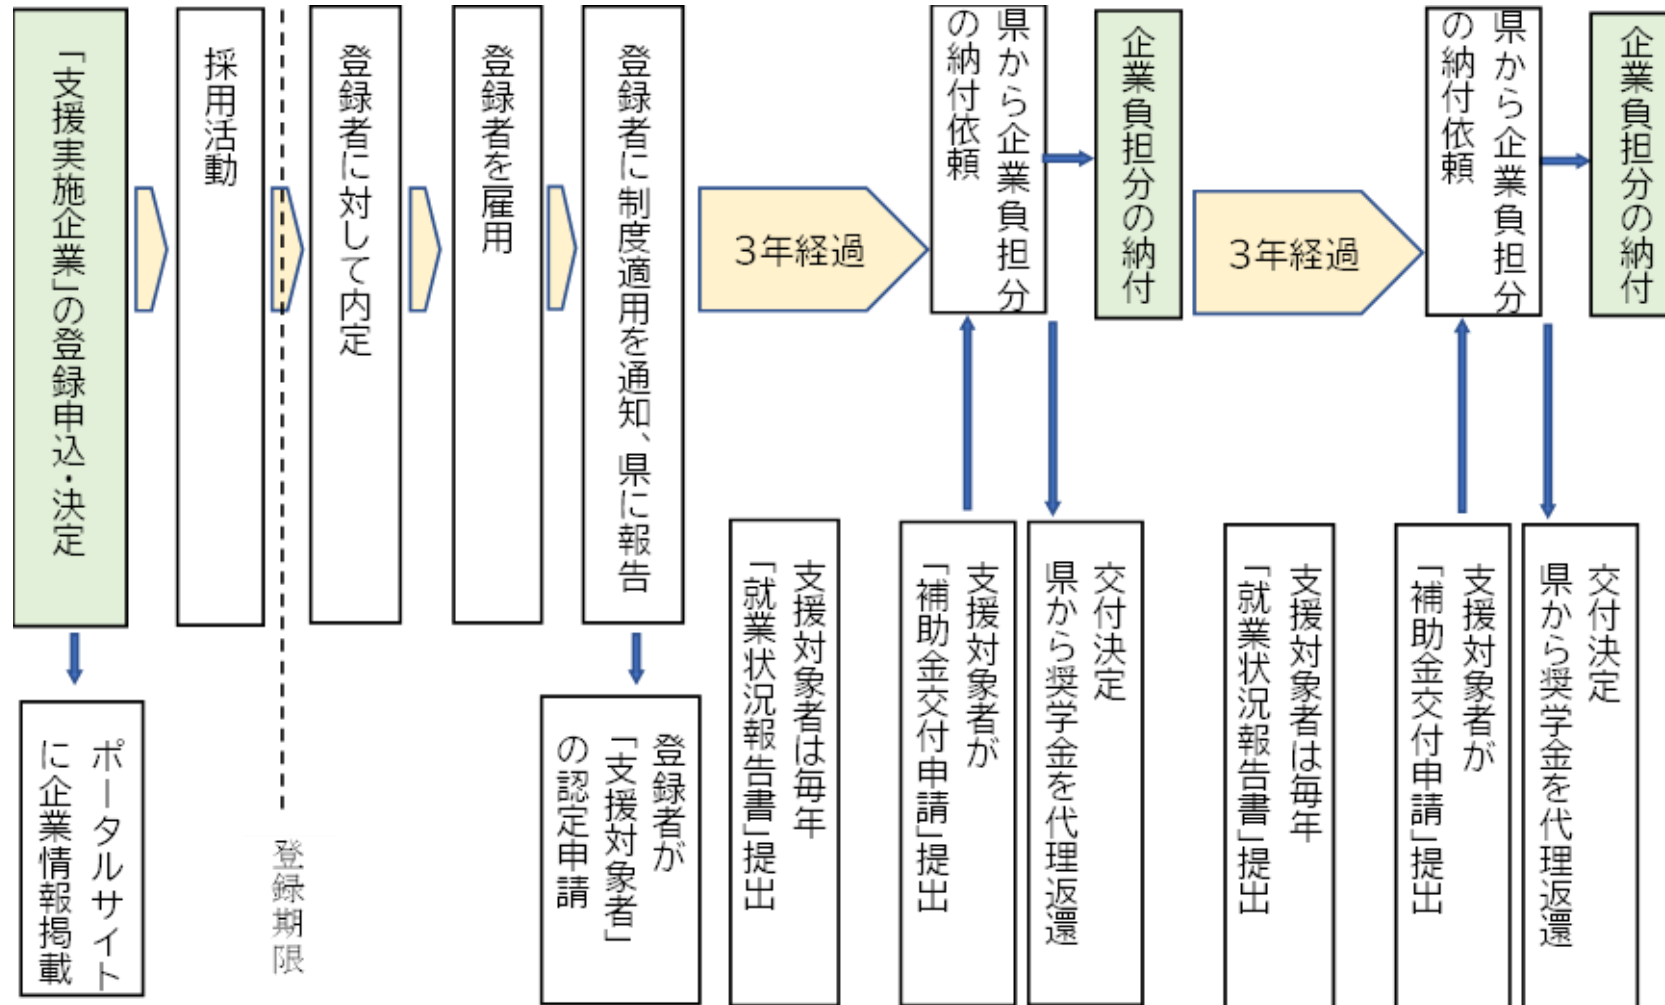 「支援実施企業」の登録申込・決定
ポータルサイト
に企業情報掲載
採用活動
登録期限
登録者に対して内定
登録者を雇用
登録者に制度適用を通知、県に報告
登録者が
「支援対象者」
の認定申請
3年経過
支援対象者は毎年
「就業状況報告書」提出
県から企業負担分
の納付依頼
支援対象者が
「補助金交付申請」提出
交付決定
県から奨学金を代理返還
企業負担分の納付
3年経過
支援対象者は毎年
「就業状況報告書」提出
県から企業負担分
の納付依頼
支援対象者が
「補助金交付申請」提出
交付決定
県から奨学金を代理返還
企業負担分の納付